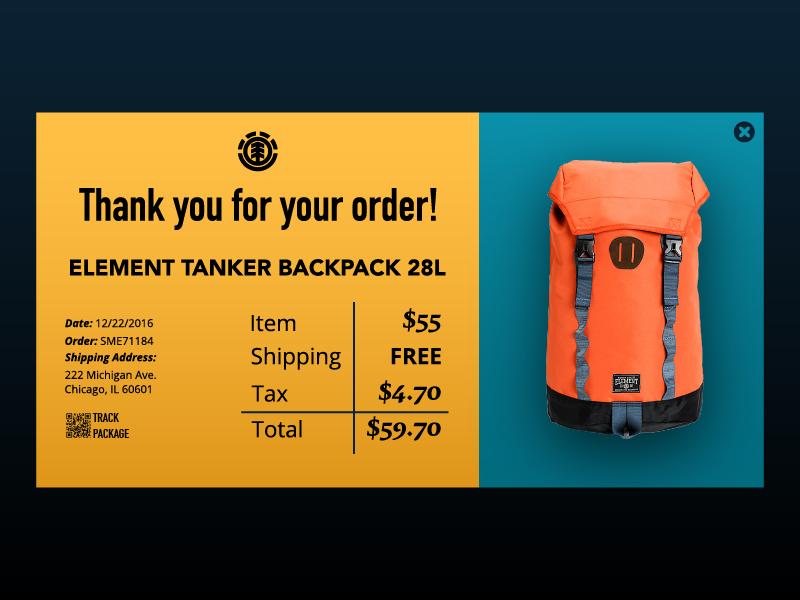 Thank you for your order!
ELEMENT TANKER BACKPACK 28L
Date: 12/22/2016
Order: SME71184
Shipping Address:
222 Michigan Ave.
Chicago, IL 60601
TRACK
PACKAGE
Item $55
Shipping FREE
Tax $4.70
Total $59.70
ELEMENT